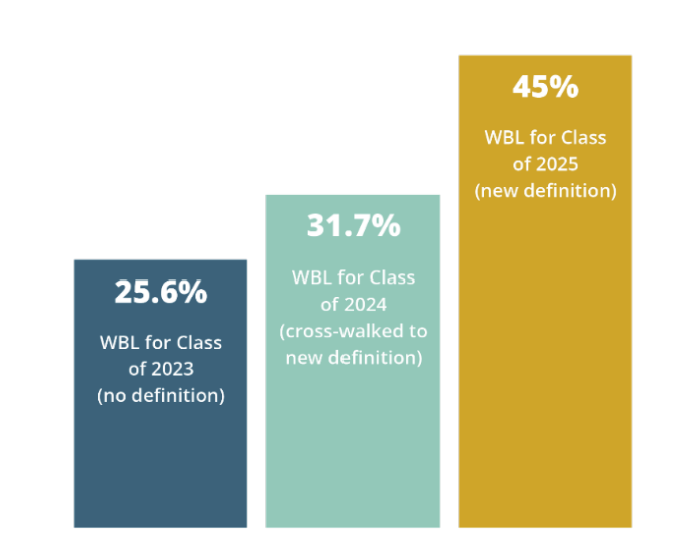 45%
WBL for Class
of 2025
(new definition)
31.7%
WBL for Class
of 2024
(cross-walked to
new definition)
25.6%
WBL for Class
of 2023
(no definition)